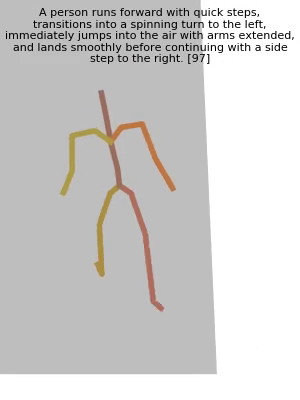 A person runs forward with quick steps,
transitions into a spinning turn to the left,
immediately jumps into the air with arms extended,
and lands smoothly before continuing with a side
step to the right. [97]